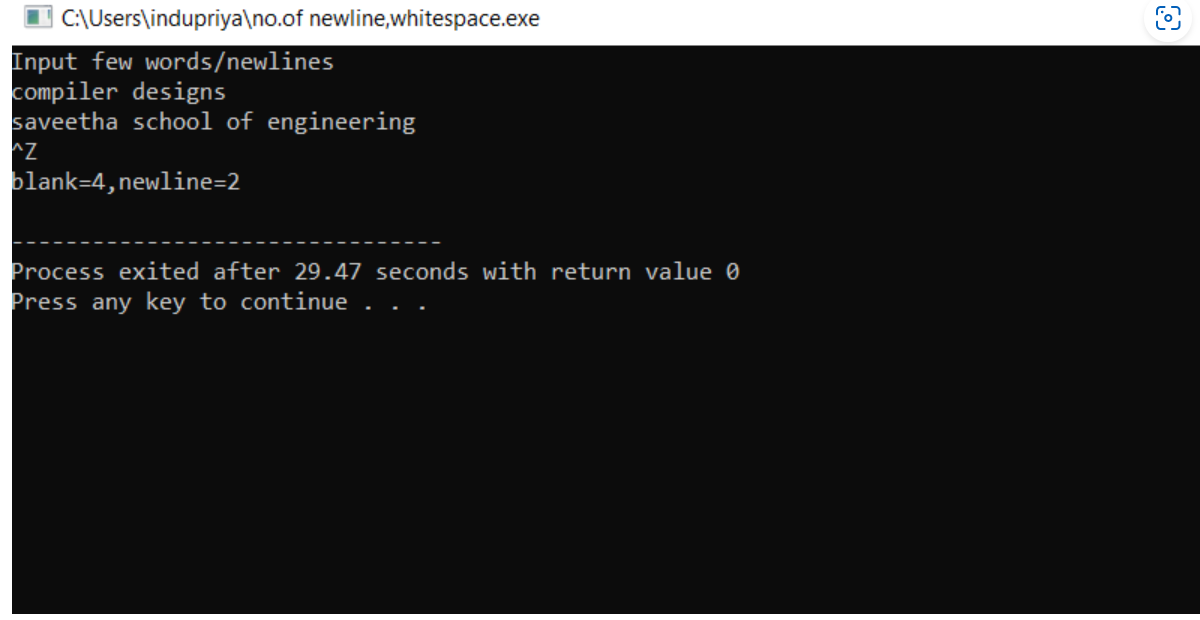 C:\Users\indupriya\no.of newline,whitespace.exe
Input few words/newlines
compiler designs
saveetha school of engineering
^Z
blank=4,newline=2
--------------------------------
Process exited after 29.47 seconds with return value 0
Press any key to continue . . .